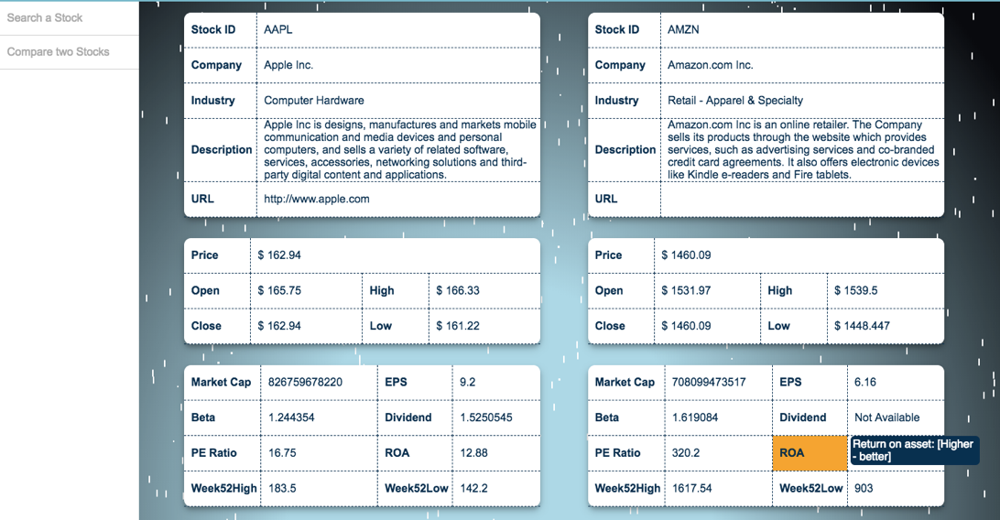 Search a Stock
Compare two Stocks
Stock ID AAPL
Company Apple Inc.
Industry Computer Hardware
Description Apple Inc is designs, manufactures and markets mobile
communication and media devices and personal
computers, and sells a variety of related software,
services, accessories, networking solutions and third-
party digital content and applications.
URL http://www.apple.com
Price $ 162.94
Open $ 165.75 High $ 166.33
Close $ 162.94 Low $ 161.22
Market Cap 826759678220 EPS 9.2
Beta 1.244354 Dividend 1.5250545
PE Ratio 16.75 ROA 12.88
Week52High 183.5 Week52Low 142.2
Stock ID AMZN
Company Amazon.com Inc.
Industry Retail - Apparel & Specialty
Description Amazon.com Inc is an online retailer. The Company
sells its products through the website which provides
services, such as advertising services and co-branded
credit card agreements. It also offers electronic devices
like Kindle e-readers and Fire tablets.
URL
Price $ 1460.09
Open $ 1531.97 High $ 1539.5
Close $ 1460.09 Low $ 1448.447
Market Cap 708099473517 EPS 6.16
Beta 1.619084 Dividend Not Available
PE Ratio 320.2 ROA Return on asset: [Higher
- better]
Week52High 1617.54 Week52Low 903